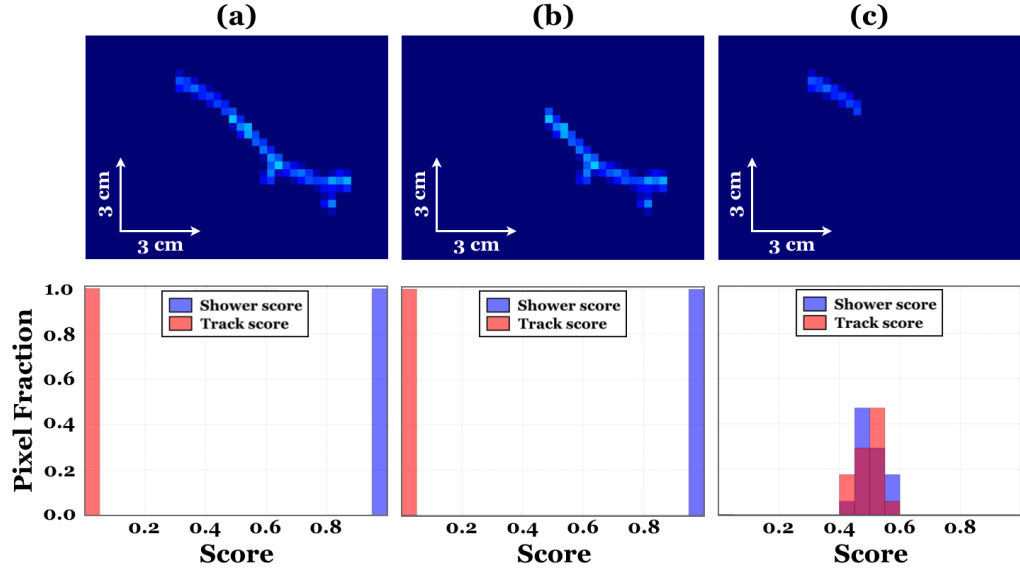 (a) (b) (c)
3 cm 3 cm 3 cm
3 cm 3 cm 3 cm
Pixel Fraction
1.0
0.8
0.6
0.4
0.2
0.0
Shower score Shower score Shower score
Track score Track score Track score
0.2 0.4 0.6 0.8 0.2 0.4 0.6 0.8 0.2 0.4 0.6 0.8
Score Score Score